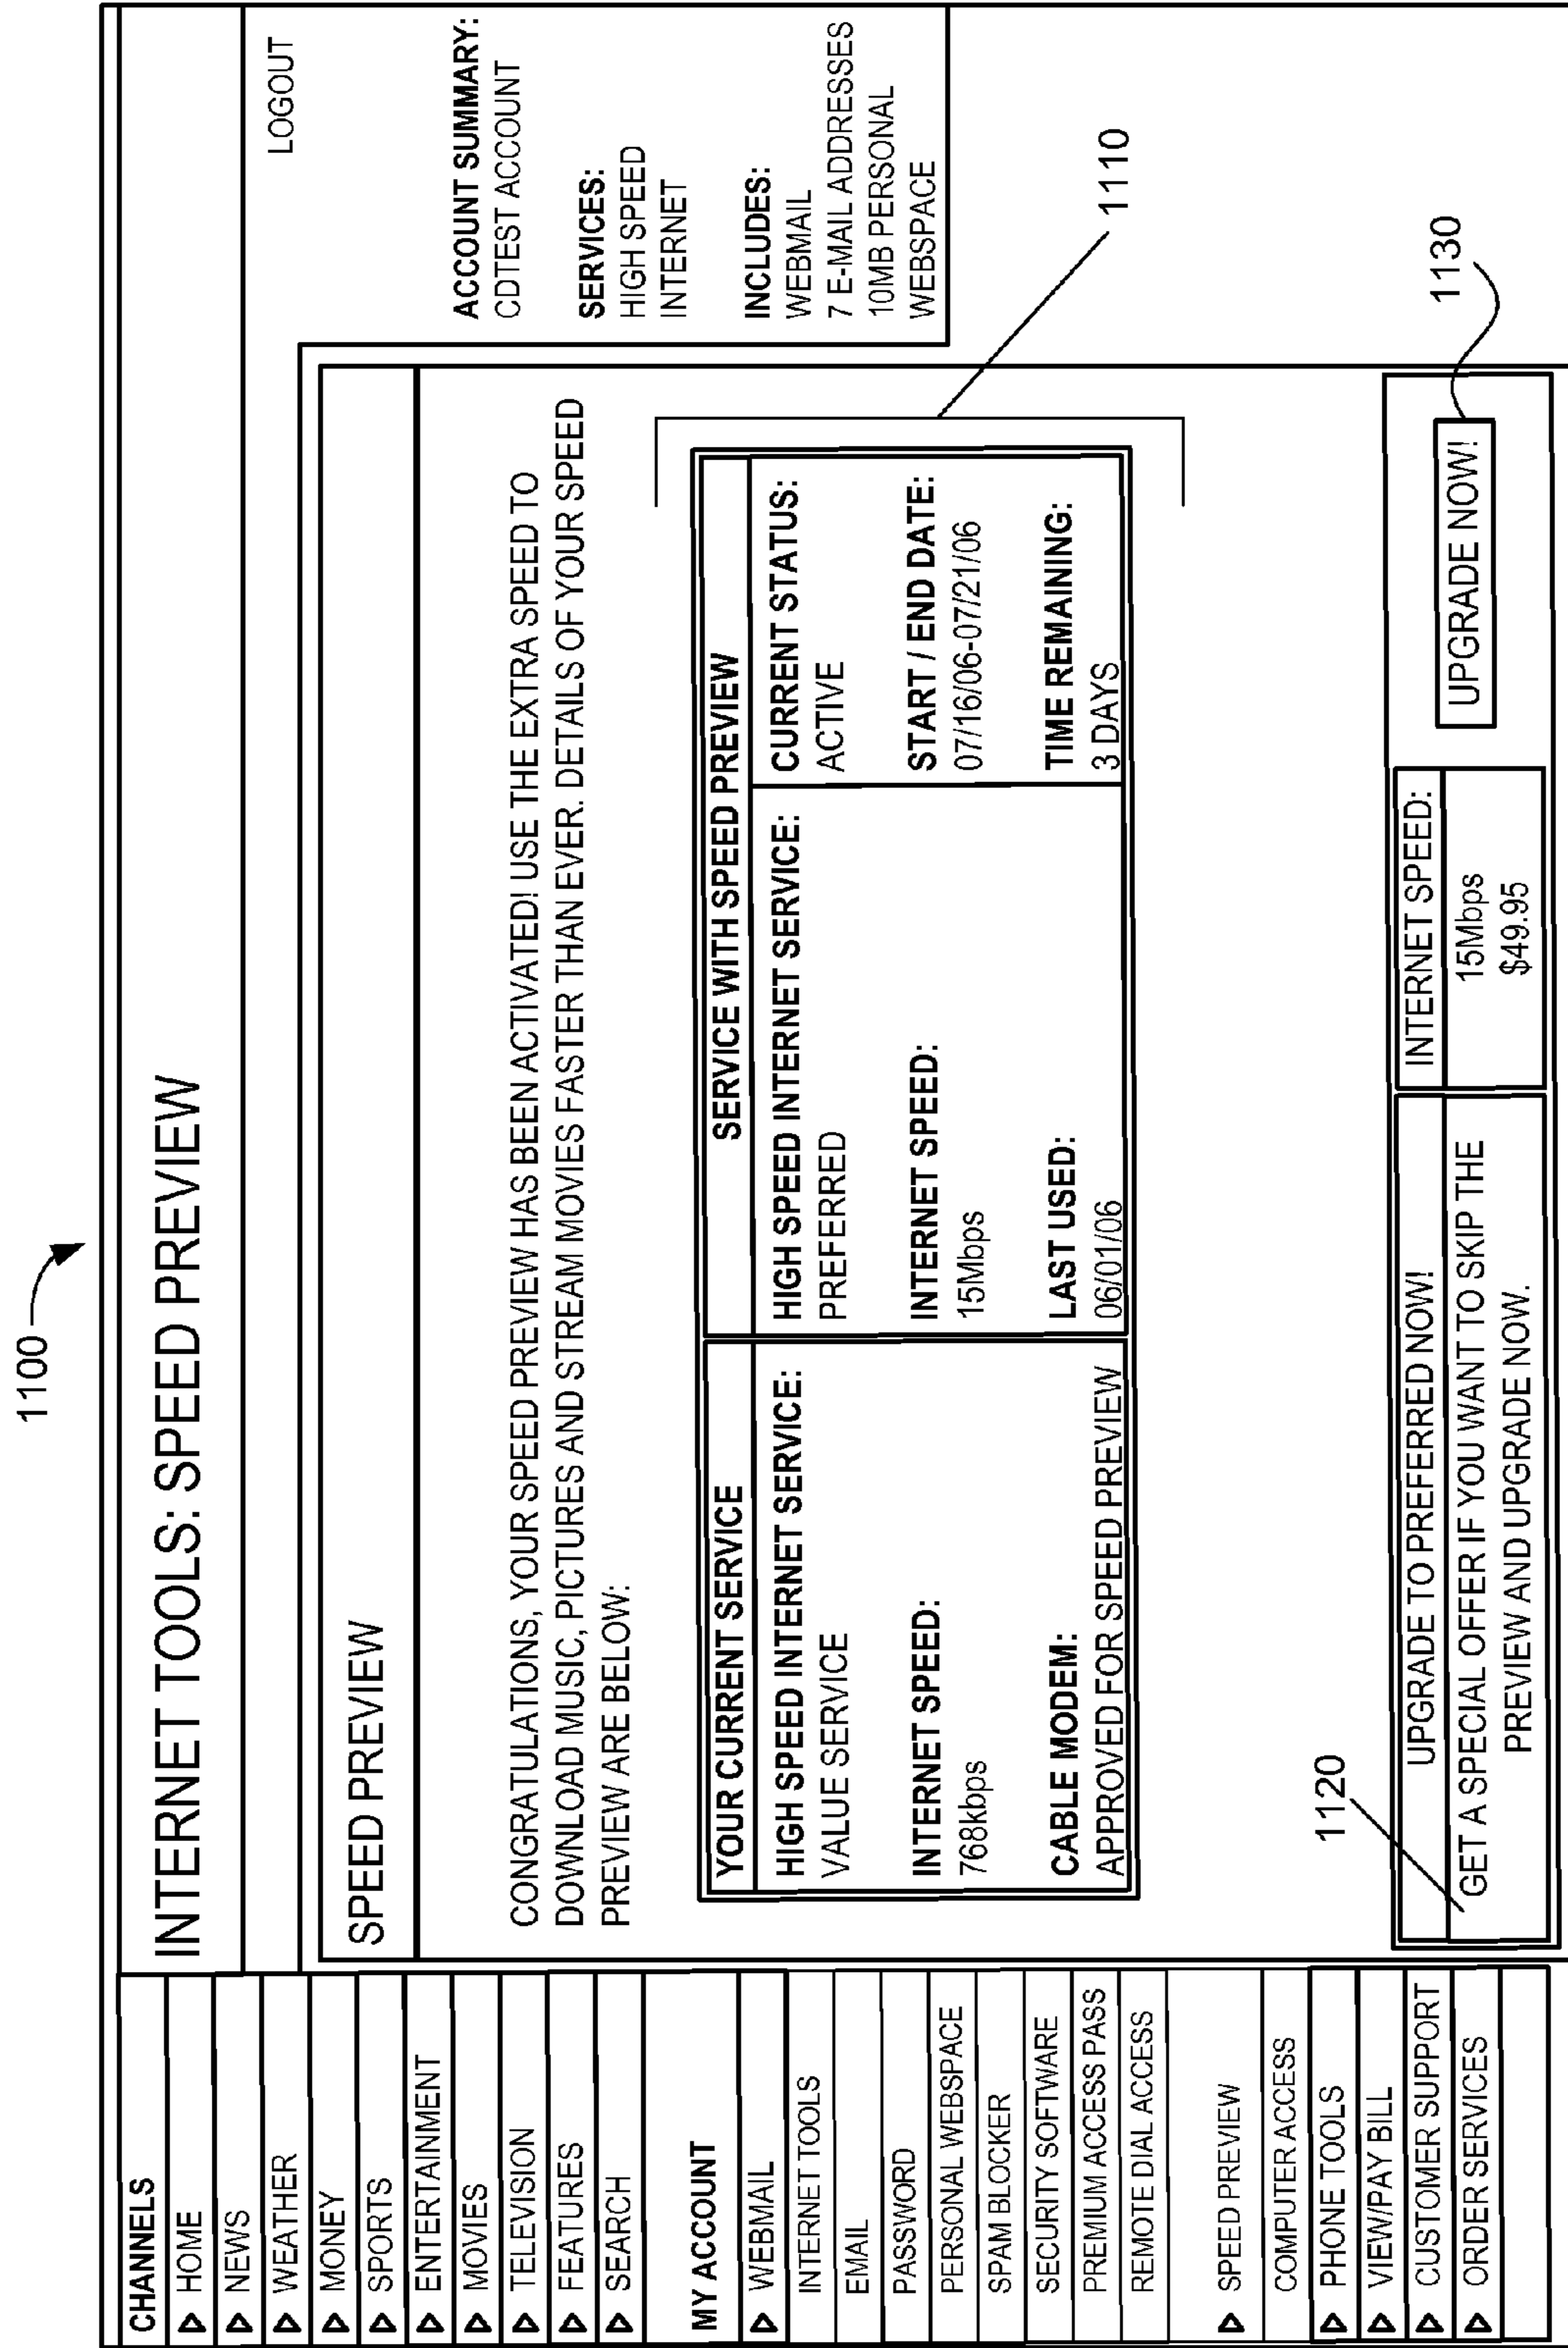 1100
CHANNELS
HOME
NEWS
WEATHER
MONEY
SPORTS
ENTERTAINMENT
MOVIES
TELEVISION
FEATURES
SEARCH
MY ACCOUNT
WEBMAIL
INTERNET TOOLS
EMAIL
PASSWORD
PERSONAL WEBSPACE
SPAM BLOCKER
SECURITY SOFTWARE
PREMIUM ACCESS PASS
REMOTE DIAL ACCESS
SPEED PREVIEW
COMPUTER ACCESS
PHONE TOOLS
VIEW/PAY BILL
CUSTOMER SUPPORT
ORDER SERVICES
INTERNET TOOLS: SPEED PREVIEW
LOGOUT
SPEED PREVIEW
CONGRATULATIONS, YOUR SPEED PREVIEW HAS BEEN ACTIVATED! USE THE EXTRA SPEED TO
DOWNLOAD MUSIC, PICTURES AND STREAM MOVIES FASTER THAN EVER. DETAILS OF YOUR SPEED
PREVIEW ARE BELOW:
YOUR CURRENT SERVICE
HIGH SPEED INTERNET SERVICE:
VALUE SERVICE
INTERNET SPEED:
768kbps
CABLE MODEM:
APPROVED FOR SPEED PREVIEW
SERVICE WITH SPEED PREVIEW
HIGH SPEED INTERNET SERVICE:
PREFERRED
INTERNET SPEED:
15Mbps
LAST USED:
06/01/06
CURRENT STATUS:
ACTIVE
START / END DATE:
07/16/06-07/21/06
TIME REMAINING:
3 DAYS
1110
1120
UPGRADE TO PREFERRED NOW!
GET A SPECIAL OFFER IF YOU WANT TO SKIP THE
PREVIEW AND UPGRADE NOW.
INTERNET SPEED:
15Mbps
$49.95
UPGRADE NOW!
1130
ACCOUNT SUMMARY:
CDTEST ACCOUNT
SERVICES:
HIGH SPEED
INTERNET
INCLUDES:
WEBMAIL
7 E-MAIL ADDRESSES
10MB PERSONAL
WEBSPACE